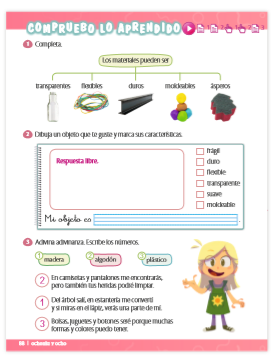 COMPRUEBO LO APRENDIDO
1 Completa.
Los materiales pueden ser
transparentes flexibles duros moldeables ásperos
2 Dibuja un objeto que te guste y marca sus características.
Respuesta libre.
frágil
duro
flexible
transparente
suave
moldeable
Mi objeto es
3 Adivina adivinanza. Escribe los números.
1 madera 2 algodón 3 plástico
2 En camisetas y pantalones me encontrarás,
pero también tus heridas podré limpiar.
1 Del árbol salí, en estantería me convertí
y si miras en el lápiz, verás una parte de mí.
3 Bolsas, juguetes y botones seré porque muchas
formas y colores puedo tener.
88 ochenta y ocho